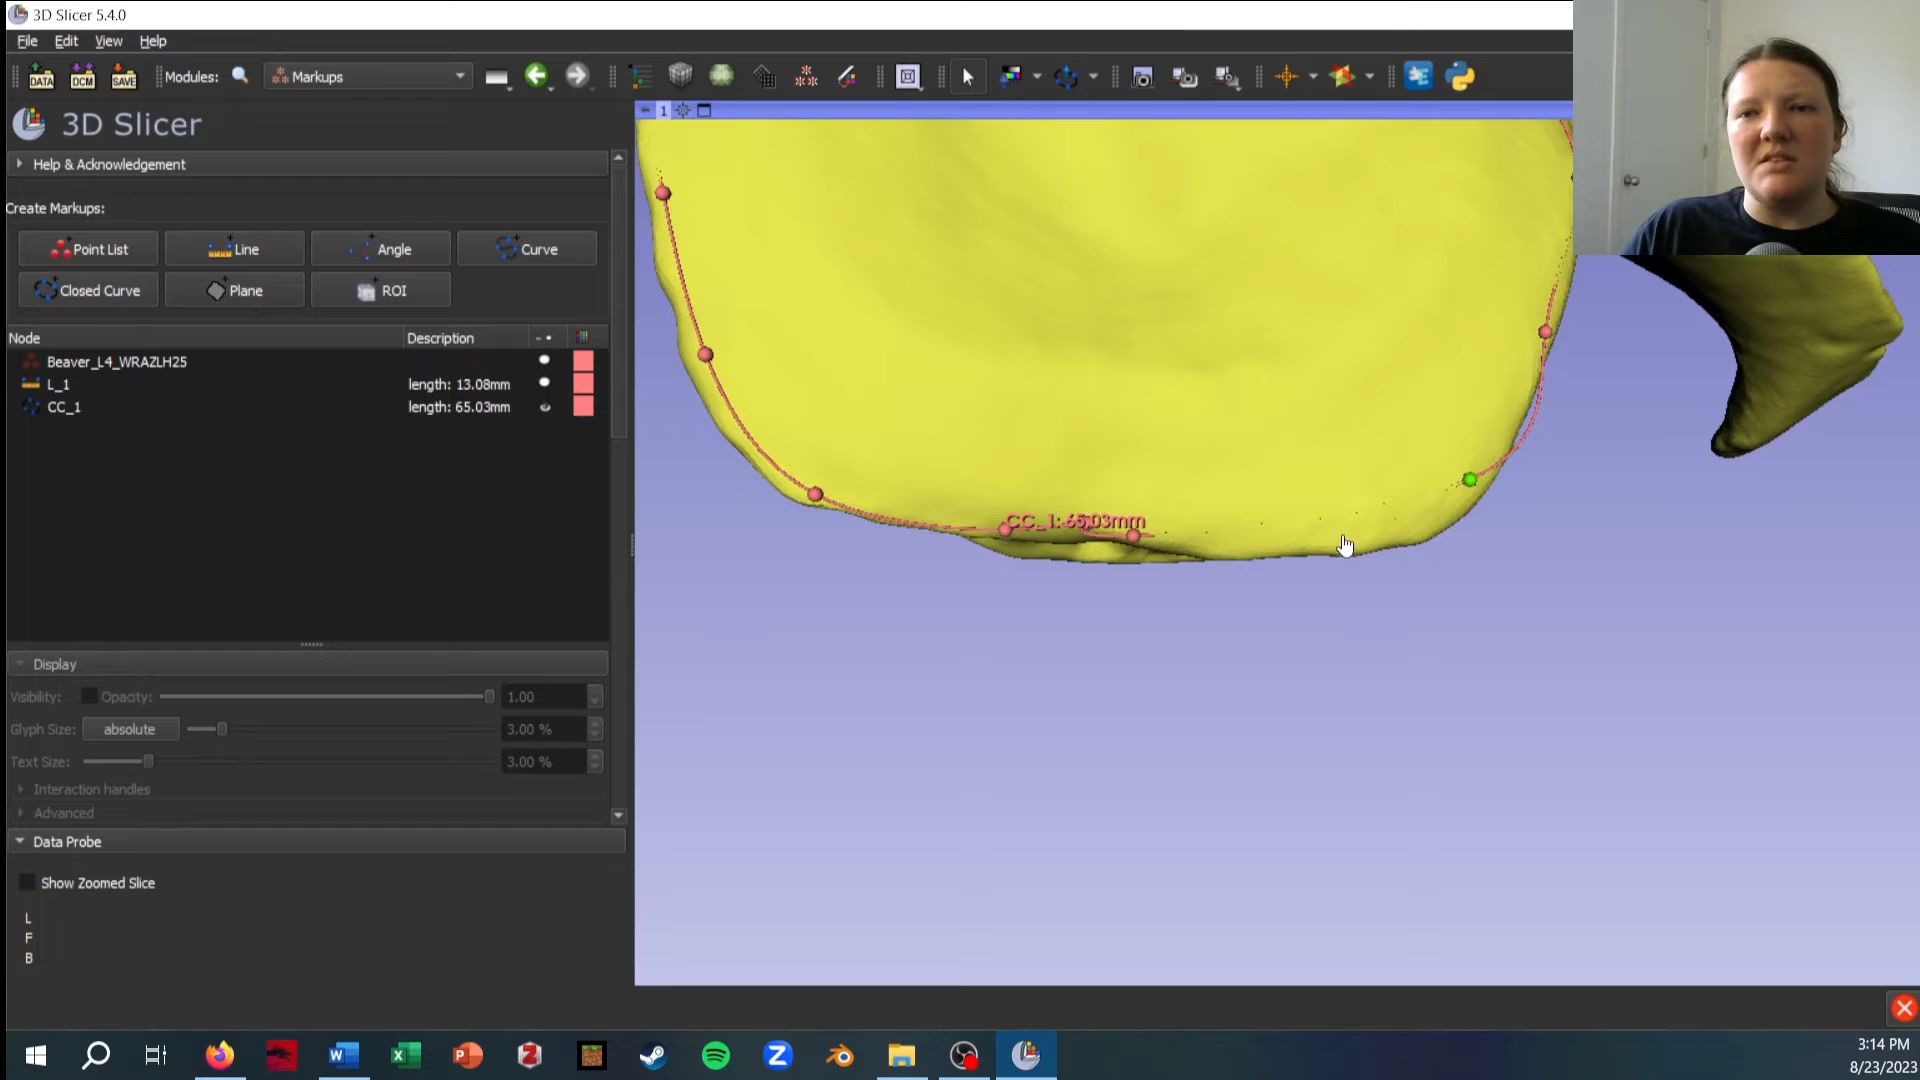 3D Slicer 5.4.0
File Edit View Help
DATA DCM SAVE Modules: Markups
1
3D Slicer
Help & Acknowledgement
Create Markups:
Point List Line Angle Curve
Closed Curve Plane ROI
Node Description
Beaver_L4_WRAZLH25
L_1 length: 13.08mm
CC_1 length: 65.03mm
CC_1: 65.03mm
Display
Visibility: Opacity: 1.00
Glyph Size: absolute 3.00 %
Text Size: 3.00 %
Interaction handles
Advanced
Data Probe
Show Zoomed Slice
L
F
B
3:14 PM
8/23/2023